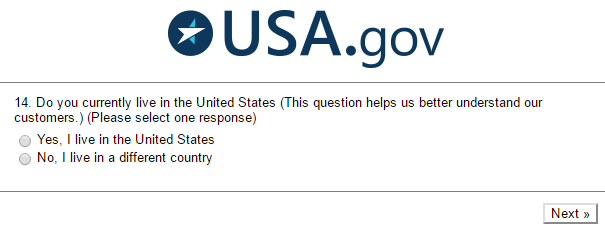 USA.gov
14. Do you currently live in the United States (This question helps us better understand our
customers.) (Please select one response)
Yes, I live in the United States
No, I live in a different country
Next »